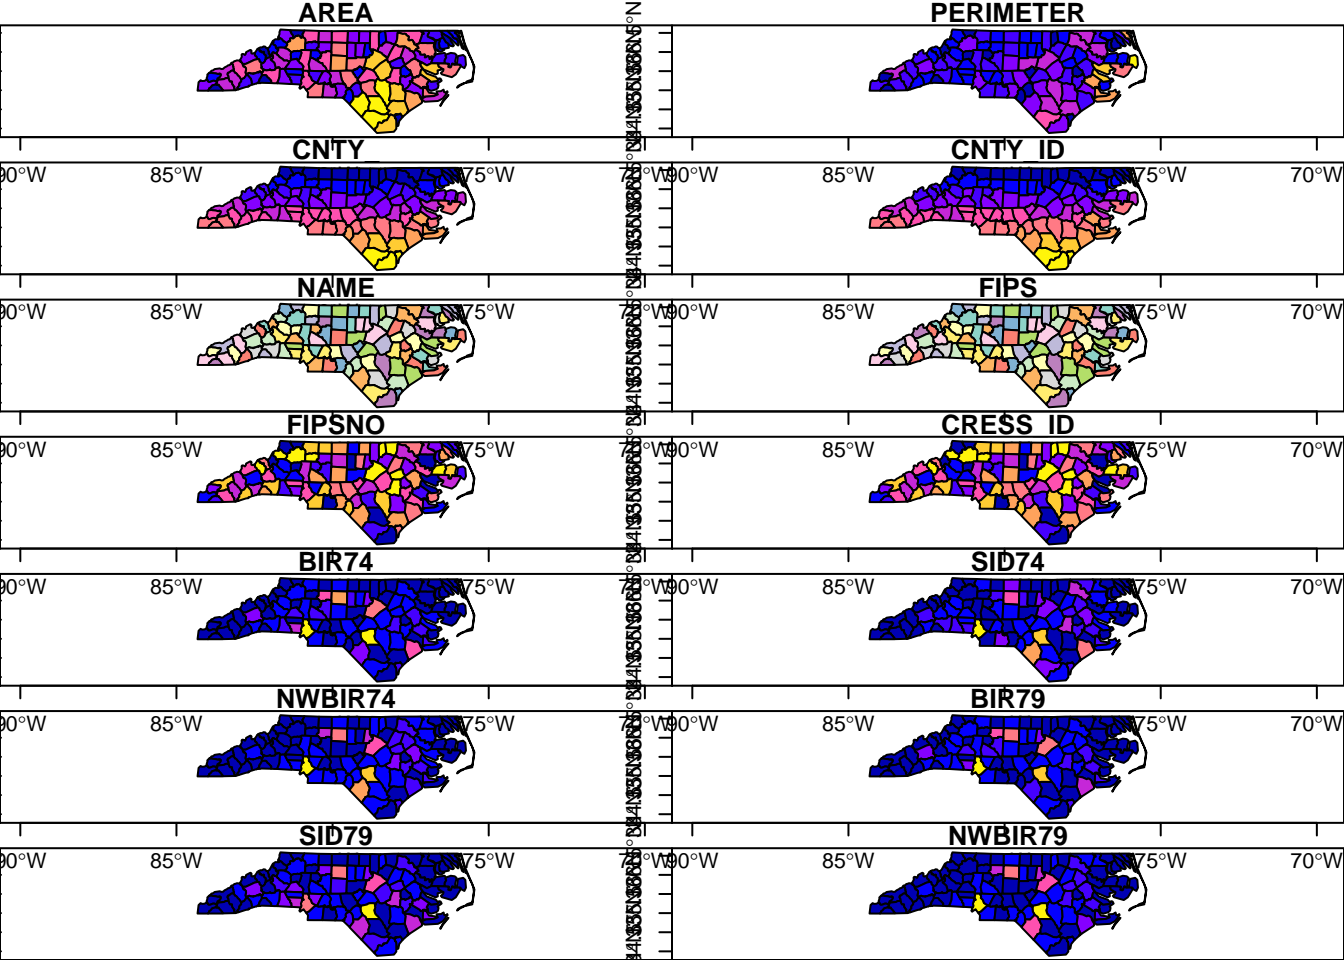 AREA PERIMETER
CNTY_ CNTY_ID
90°W 85°W 75°W 90°W 85°W 75°W 70°W
NAME FIPS
90°W 85°W 75°W 90°W 85°W 75°W 70°W
FIPSNO CRESS_ID
90°W 85°W 75°W 90°W 85°W 75°W 70°W
BIR74 SID74
90°W 85°W 75°W 90°W 85°W 75°W 70°W
NWBIR74 BIR79
90°W 85°W 75°W 90°W 85°W 75°W 70°W
SID79 NWBIR79
90°W 85°W 75°W 90°W 85°W 75°W 70°W